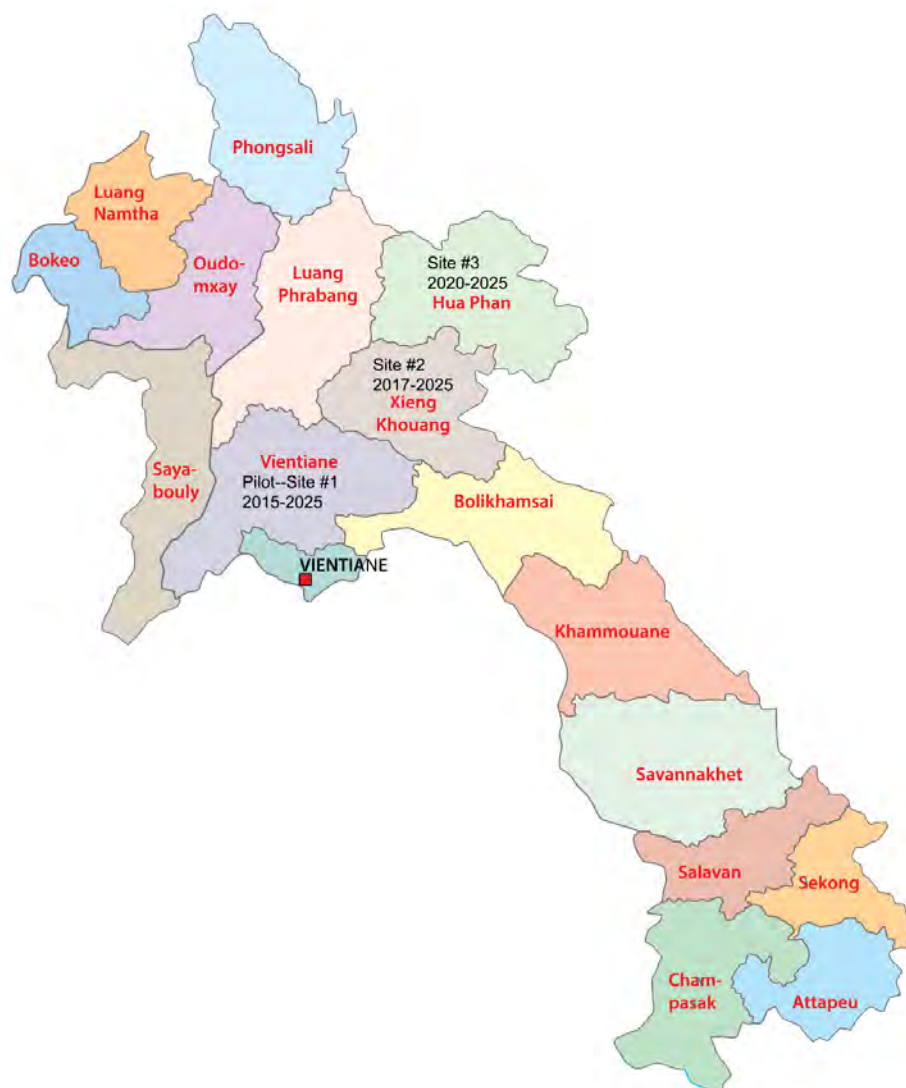 Phongsali
Luang
Namtha
Bokeo
Oudo-
mxay
Luang
Phrabang
Site #3
2020-2025
Hua Phan
Site #2
2017-2025
Xieng
Khouang
Saya-
bouly
Vientiane
Pilot--Site #1
2015-2025
Bolikhamsai
VIENTIANE
Khammouane
Savannakhet
Salavan
Sekong
Cham-
pasak
Attapeu